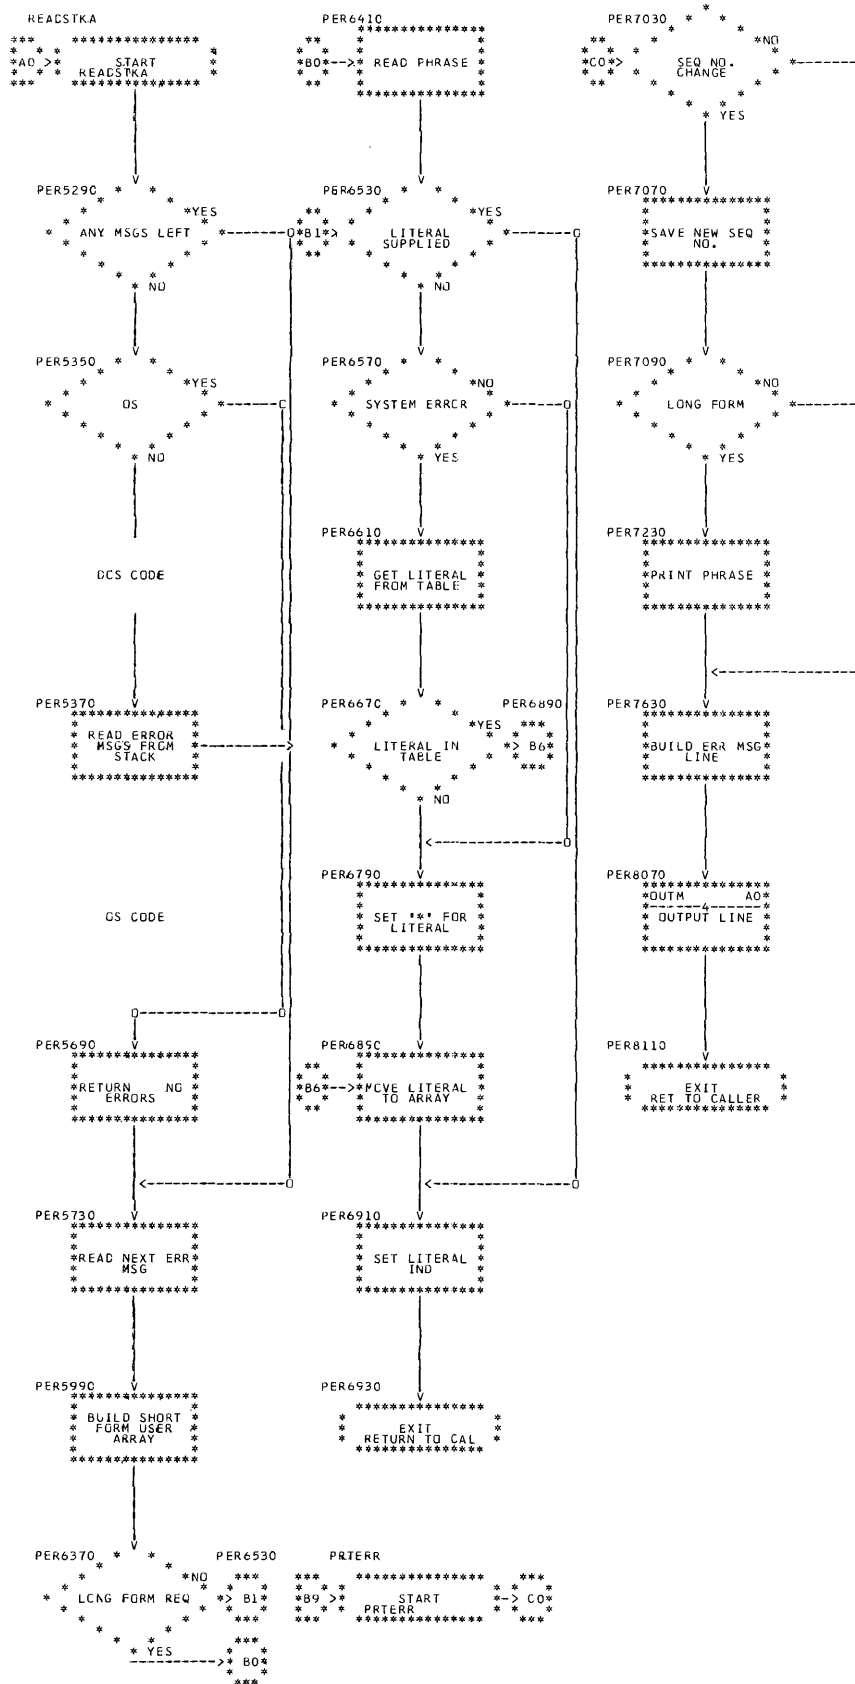 READSTKA
A0
START
READSTKA
PER5290
ANY MSGS LEFT
YES
NO
PER5350
OS
YES
NO
DCS CODE
PER5370
READ ERROR
MSGS FROM
STACK
OS CODE
PER5690
RETURN NO
ERRORS
PER5730
READ NEXT ERR
MSG
PER5990
BUILD SHORT
FORM USER
ARRAY
PER6370
LONG FORM REQ
NO
PER6530
B1
YES
B0
PER6410
B0
READ PHRASE
PER6530
B1
LITERAL
SUPPLIED
YES
NO
PER6570
SYSTEM ERROR
NO
YES
PER6610
GET LITERAL
FROM TABLE
PER6670
LITERAL IN
TABLE
YES
PER6890
B6
NO
PER6790
SET '*' FOR
LITERAL
PER6890
B6
MOVE LITERAL
TO ARRAY
PER6910
SET LITERAL
IND
PER6930
EXIT
RETURN TO CAL
PRTERR
B9
START
PRTERR
C0
PER7030
C0
SEQ NO.
CHANGE
NO
YES
PER7070
SAVE NEW SEQ
NO.
PER7090
LONG FORM
NO
YES
PER7230
PRINT PHRASE
PER7630
BUILD ERR MSG
LINE
PER8070
OUTM A0
4
OUTPUT LINE
PER8110
EXIT
RET TO CALLER